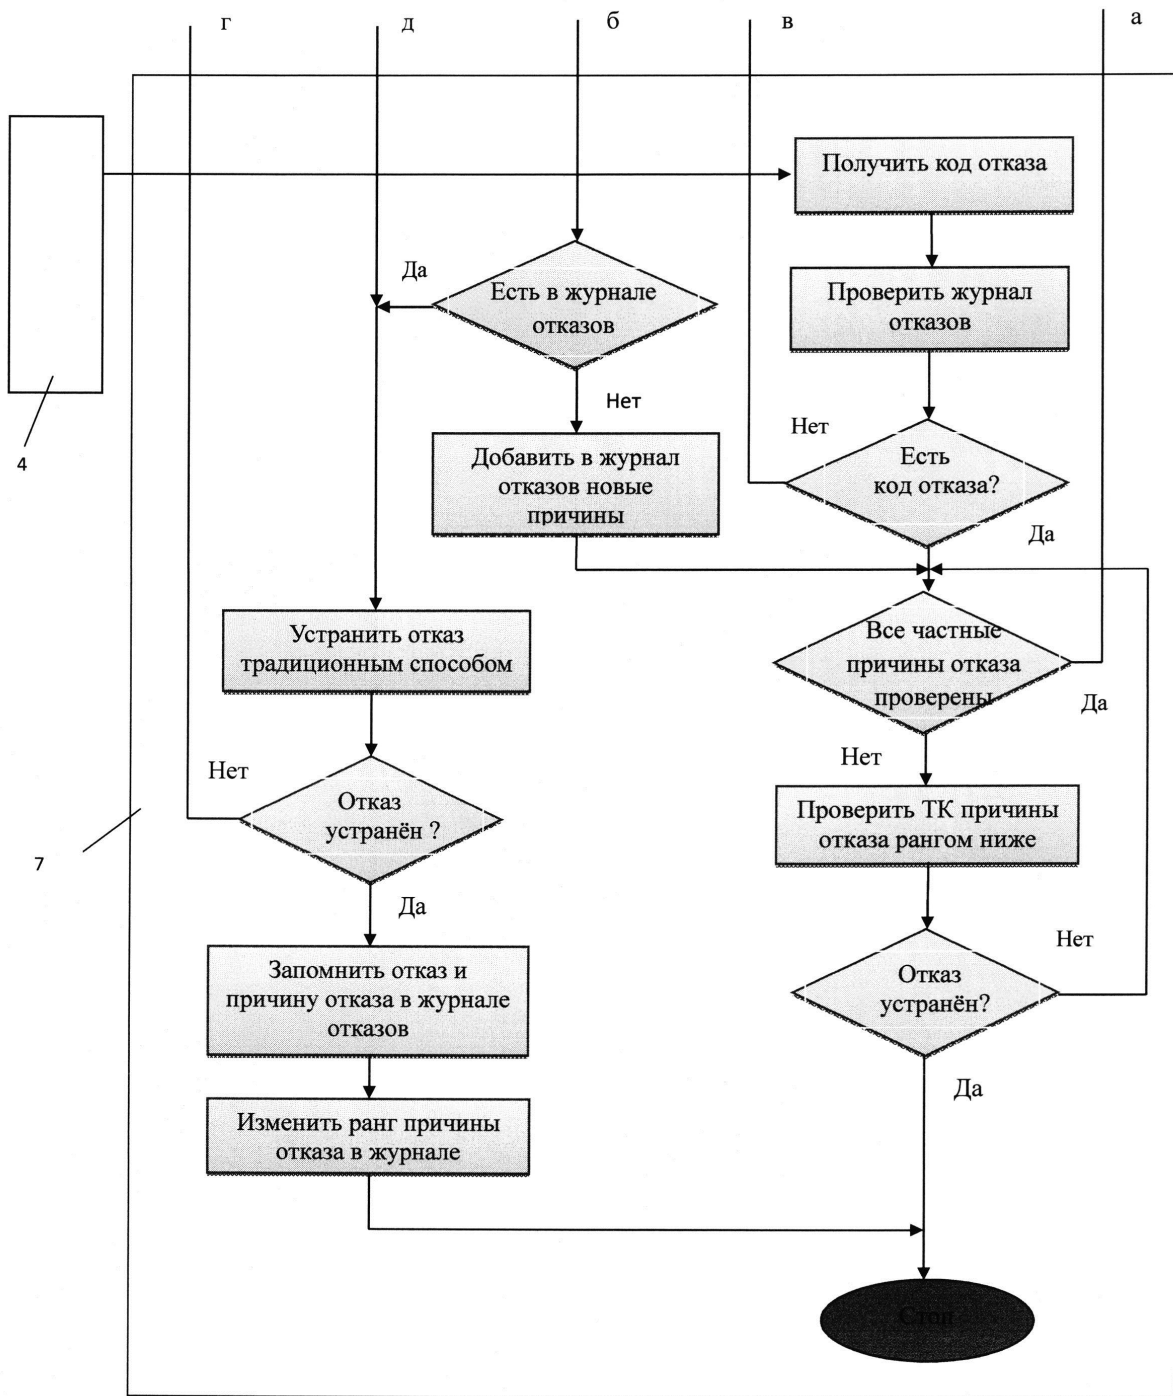 г
д
б
в
а
Получить код отказа
Да
Есть в журнале
отказов
Проверить журнал
отказов
Нет
Нет
4
Добавить в журнал
отказов новые
причины
Есть
код отказа?
Да
Устранить отказ
традиционным способом
Все частные
причины отказа
проверены
Да
Нет
Нет
Отказ
устранён ?
Проверить ТК причины
отказа рангом ниже
7
Да
Нет
Запомнить отказ и
причину отказа в журнале
отказов
Отказ
устранён?
Да
Изменить ранг причины
отказа в журнале
Стоп